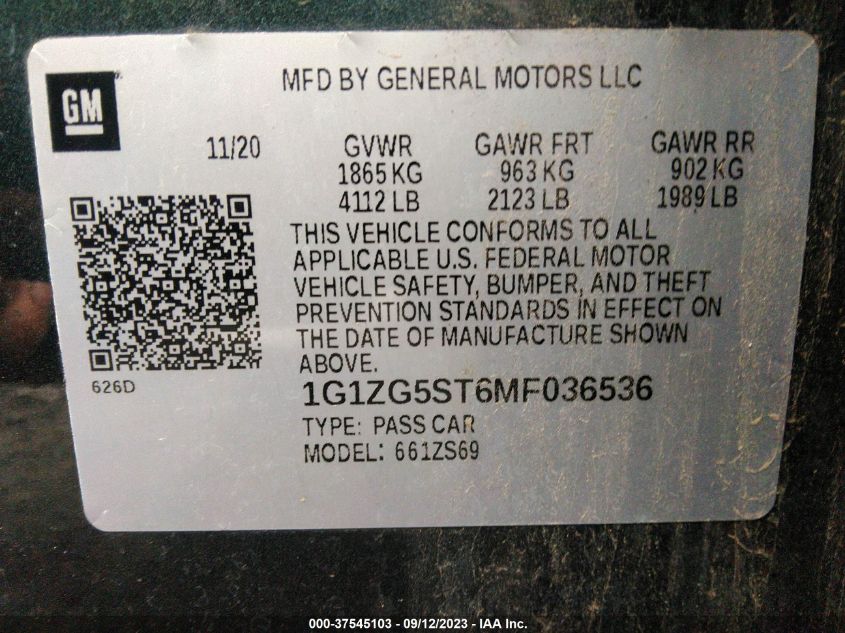 GM
MFD BY GENERAL MOTORS LLC
11/20 GVWR GAWR FRT GAWR RR
1865 KG 963 KG 902 KG
4112 LB 2123 LB 1989 LB
THIS VEHICLE CONFORMS TO ALL
APPLICABLE U.S. FEDERAL MOTOR
VEHICLE SAFETY, BUMPER, AND THEFT
PREVENTION STANDARDS IN EFFECT ON
THE DATE OF MANUFACTURE SHOWN
ABOVE.
626D
1G1ZG5ST6MF036536
TYPE: PASS CAR
MODEL: 661ZS69
000-37545103 - 09/12/2023 - IAA Inc.